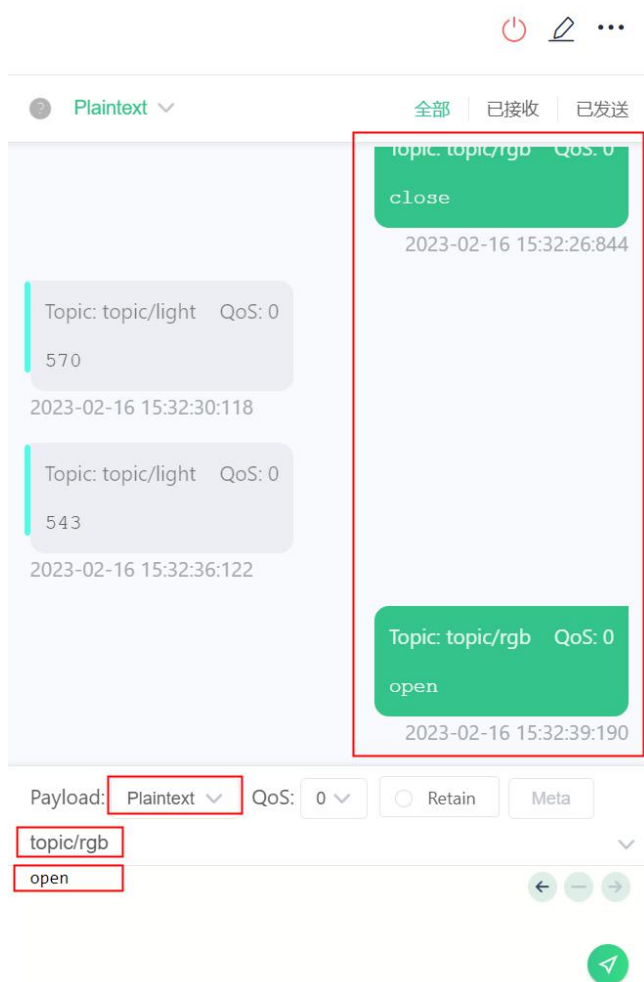 Plaintext
全部 已接收 已发送
Topic: topic/rgb QoS: 0
close
2023-02-16 15:32:26:844
Topic: topic/light QoS: 0
570
2023-02-16 15:32:30:118
Topic: topic/light QoS: 0
543
2023-02-16 15:32:36:122
Topic: topic/rgb QoS: 0
open
2023-02-16 15:32:39:190
Payload: Plaintext QoS: 0 Retain Meta
topic/rgb
open